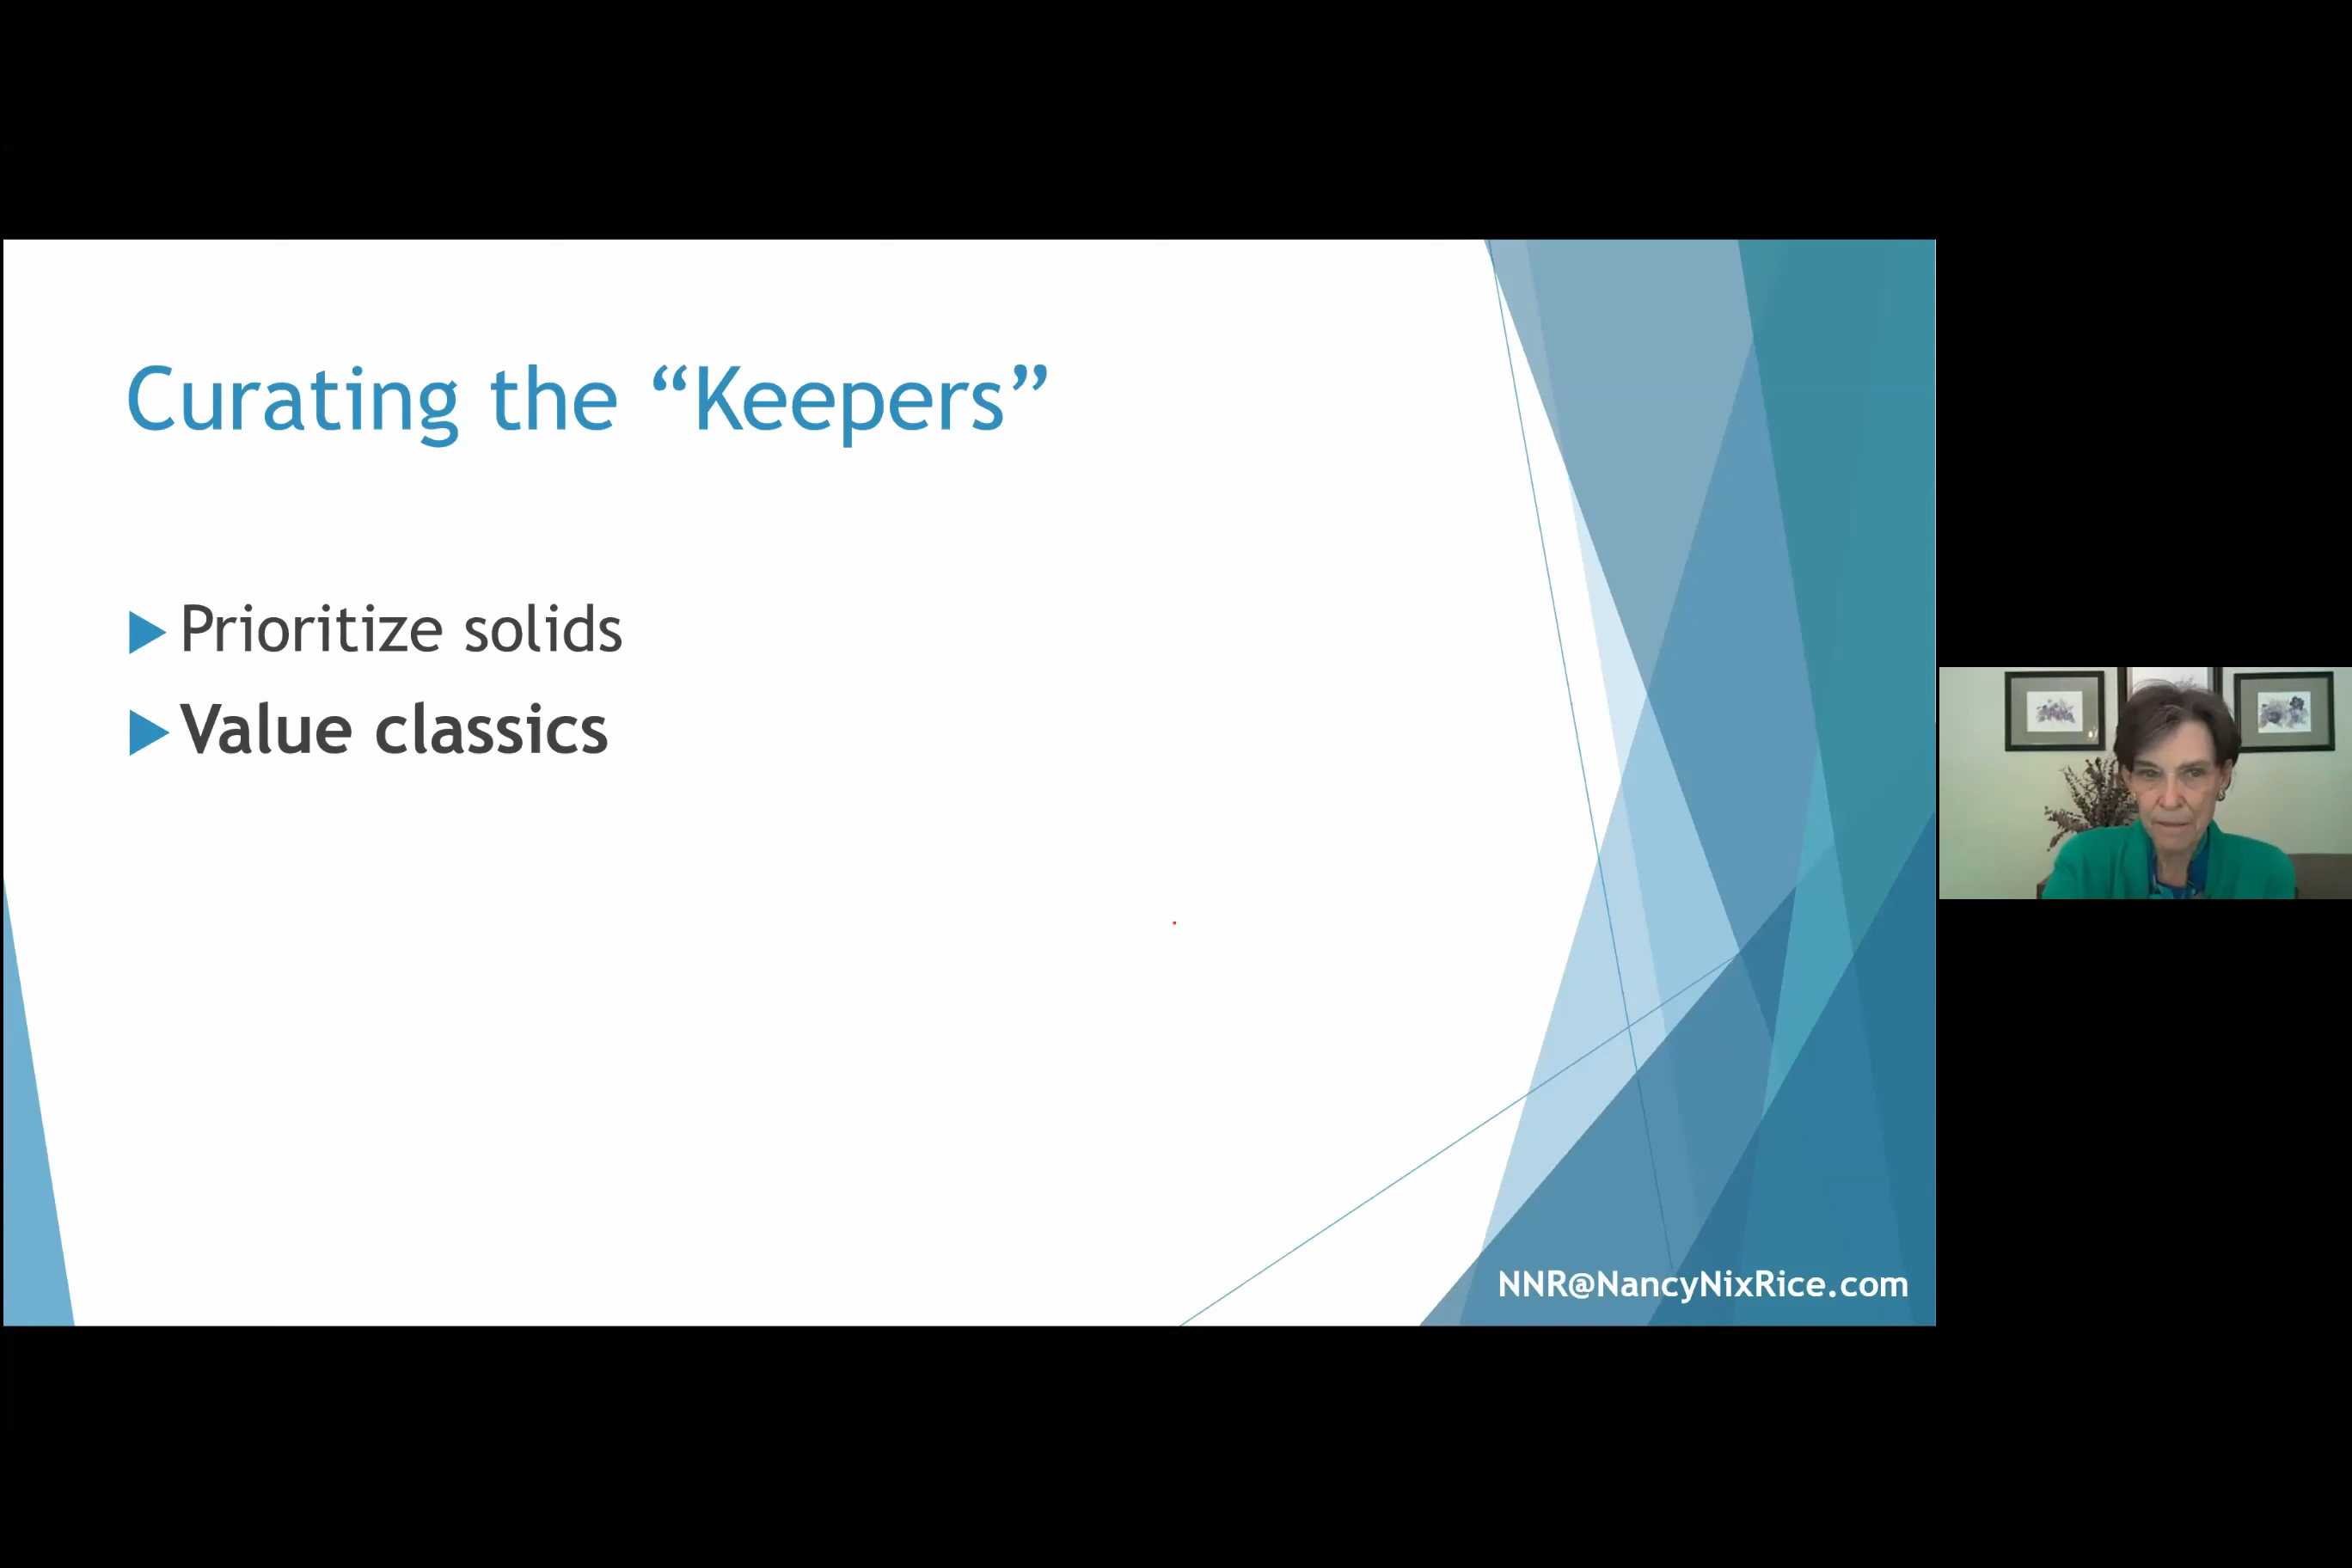 Curating the “Keepers”
Prioritize solids
Value classics
NNR@NancyNixRice.com